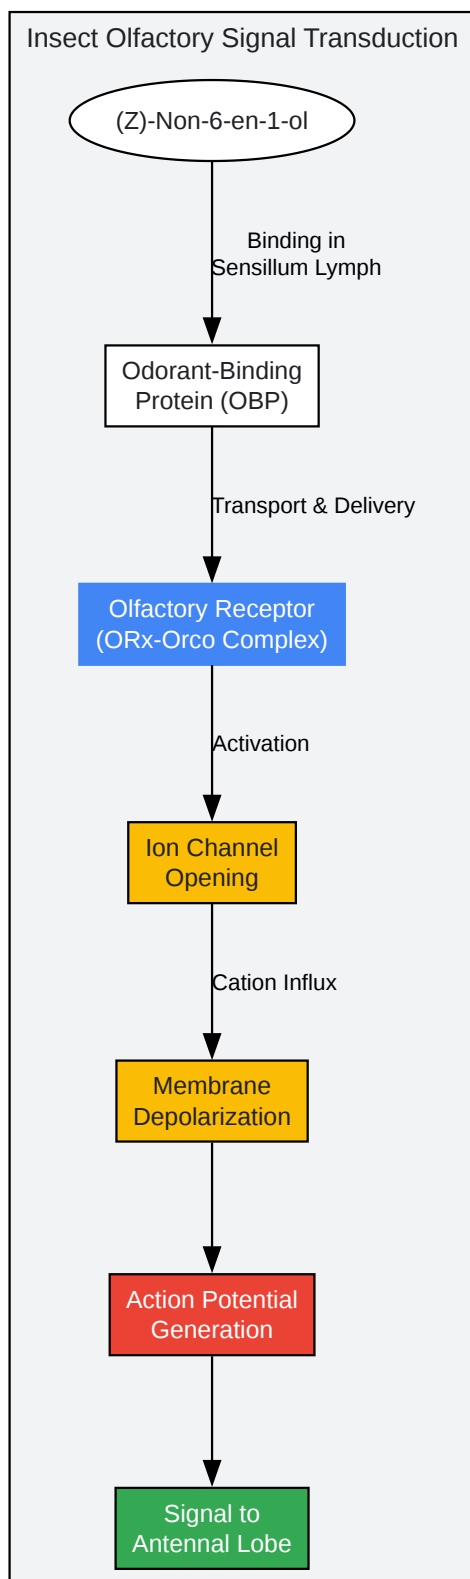 Insect Olfactory Signal Transduction
(Z)-Non-6-en-1-ol
Binding in
Sensillum Lymph
Odorant-Binding
Protein (OBP)
Transport & Delivery
Olfactory Receptor
(ORx-Orco Complex)
Activation
Ion Channel
Opening
Cation Influx
Membrane
Depolarization
Action Potential
Generation
Signal to
Antennal Lobe